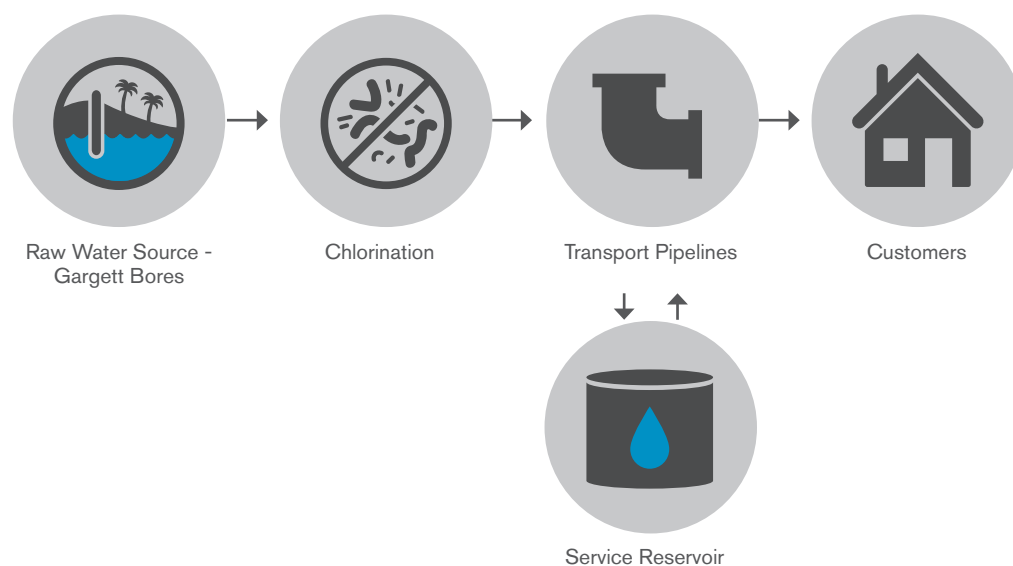 Raw Water Source -
Gargett Bores
Chlorination
Transport Pipelines
Customers
Service Reservoir